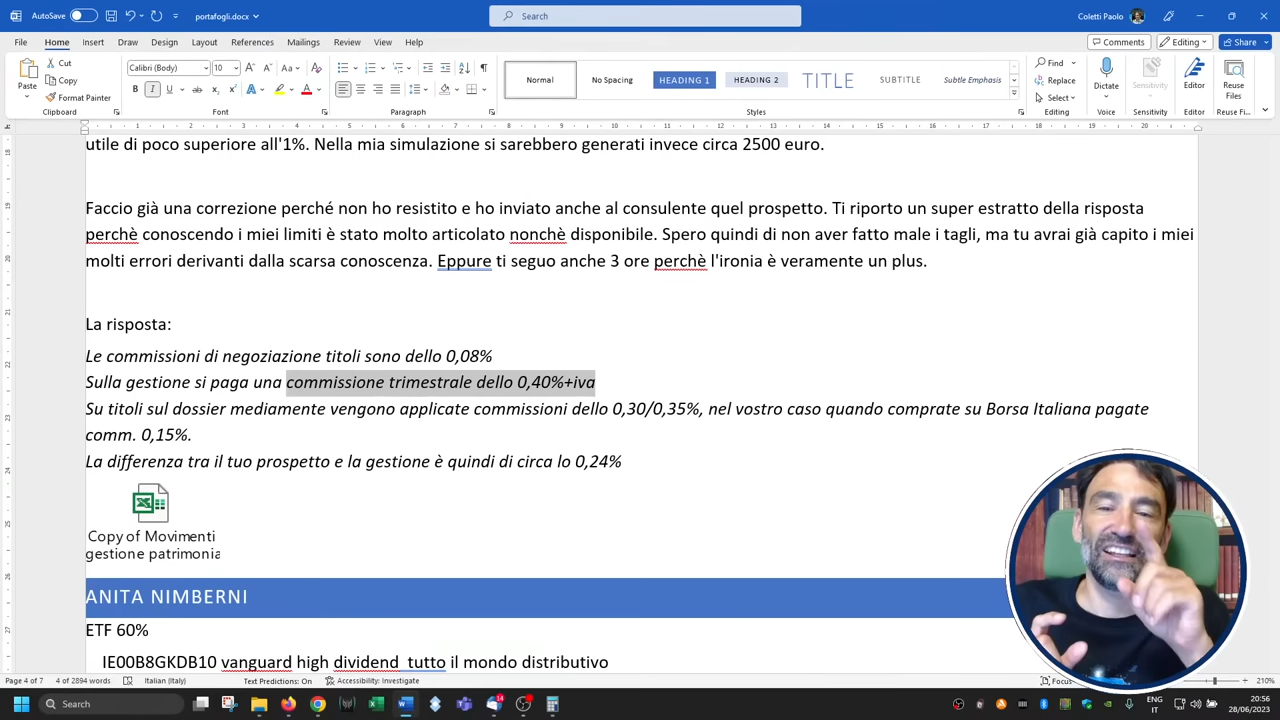 AutoSave
Off
portafogli.docx
Search
Coletti Paolo
File Home Insert Draw Design Layout References Mailings Review View Help
Comments Editing Share
Cut
Copy
Format Painter
Paste
Calibri (Body) 10
Normal
No Spacing
HEADING 1
HEADING 2
TITLE
SUBTITLE
Subtle Emphasis
Find
Replace
Select
Dictate
Sensitivity
Editor
Reuse
Files
Clipboard Font Paragraph Styles Editing Voice Sensitivity Editor Reuse Fi...
utile di poco superiore all'1%. Nella mia simulazione si sarebbero generati invece circa 2500 euro.
Faccio già una correzione perché non ho resistito e ho inviato anche al consulente quel prospetto. Ti riporto un super estratto della risposta
perchè conoscendo i miei limiti è stato molto articolato nonchè disponibile. Spero quindi di non aver fatto male i tagli, ma tu avrai già capito i miei
molti errori derivanti dalla scarsa conoscenza. Eppure ti seguo anche 3 ore perchè l'ironia è veramente un plus.
La risposta:
Le commissioni di negoziazione titoli sono dello 0,08%
Sulla gestione si paga una commissione trimestrale dello 0,40%+iva
Su titoli sul dossier mediamente vengono applicate commissioni dello 0,30/0,35%, nel vostro caso quando comprate su Borsa Italiana pagate
comm. 0,15%.
La differenza tra il tuo prospetto e la gestione è quindi di circa lo 0,24%
Copy of Movimenti
gestione patrimonia
ANITA NIMBERNI
ETF 60%
IE00B8GKDB10 vanguard high dividend tutto il mondo distributivo
Page 4 of 7 4 of 2894 words Italian (Italy) Text Predictions: On Accessibility: Investigate Focus 210%
Search
14
ENG
IT
20:56
28/06/2023